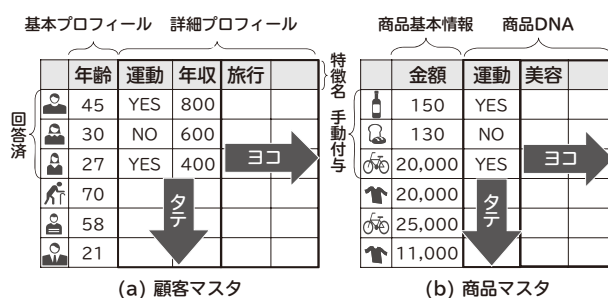 基本プロフィール 詳細プロフィール
年齢 運動 年収 旅行
特徴名
回答済
45 YES 800
30 NO 600
27 YES 400
70
58
21
ヨコ
タテ
(a) 顧客マスタ
商品基本情報 商品DNA
金額 運動 美容
手動付与
150 YES
130 NO
20,000 YES
20,000
25,000
11,000
ヨコ
タテ
(b) 商品マスタ